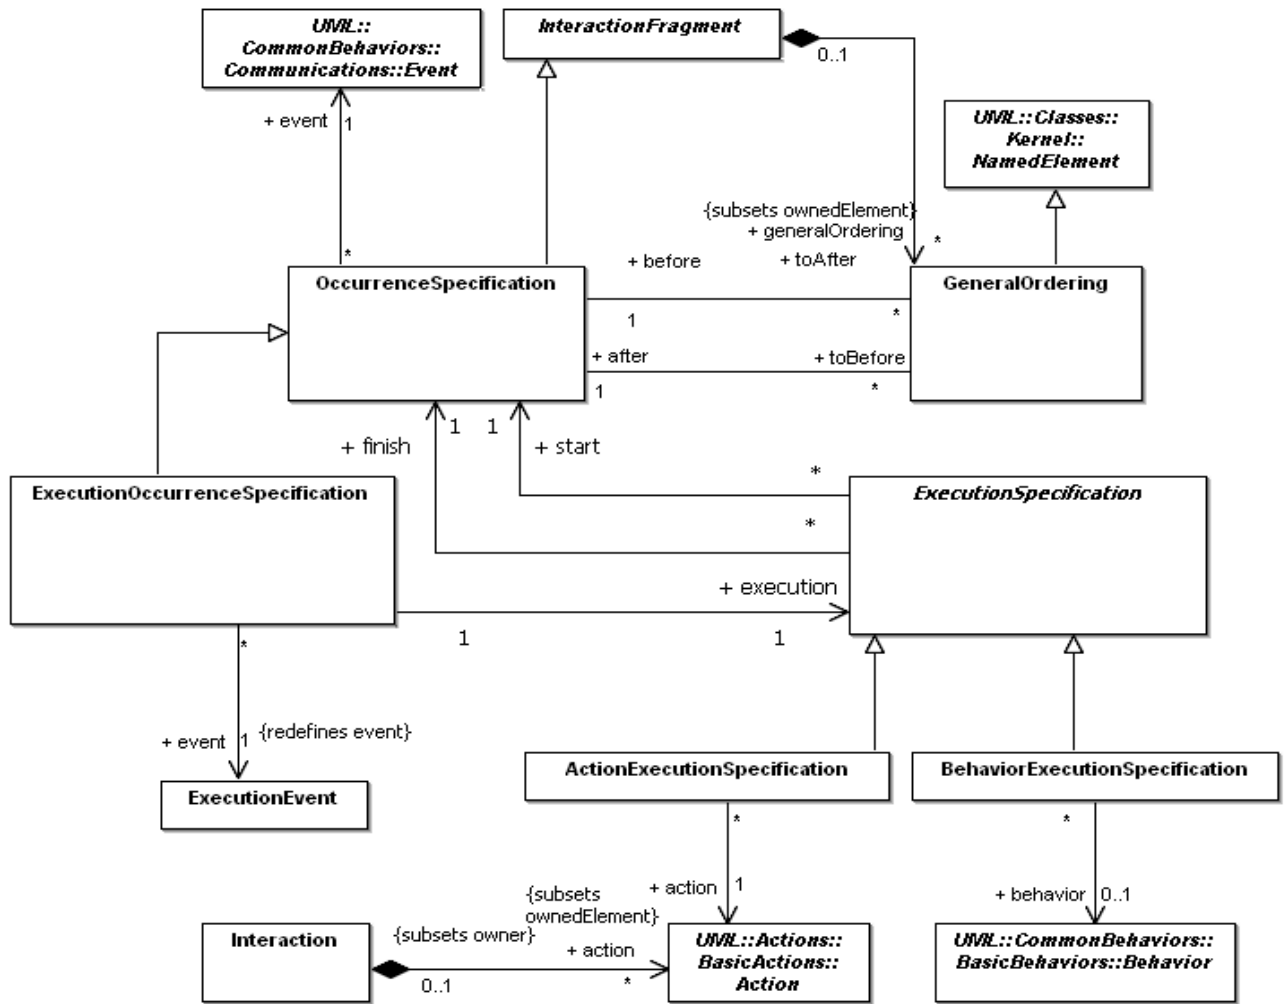 UML::
CommonBehaviors::
Communications::Event
InteractionFragment
0..1
+ event
1
UML::Classes::
Kernel::
NamedElement
{subsets ownedElement}
+ generalOrdering
*
*
+ before
+ toAfter
OccurrenceSpecification
GeneralOrdering
1
*
+ after
+ toBefore
1
*
+ finish
1
1
+ start
*
ExecutionOccurrenceSpecification
ExecutionSpecification
*
+ execution
1
1
*
+ event
1
{redefines event}
ExecutionEvent
ActionExecutionSpecification
BehaviorExecutionSpecification
*
*
+ action
1
+ behavior
0..1
{subsets
ownedElement}
{subsets owner}
+ action
Interaction
0..1
*
UML::Actions::
BasicActions::
Action
UML::CommonBehaviors::
BasicBehaviors::Behavior